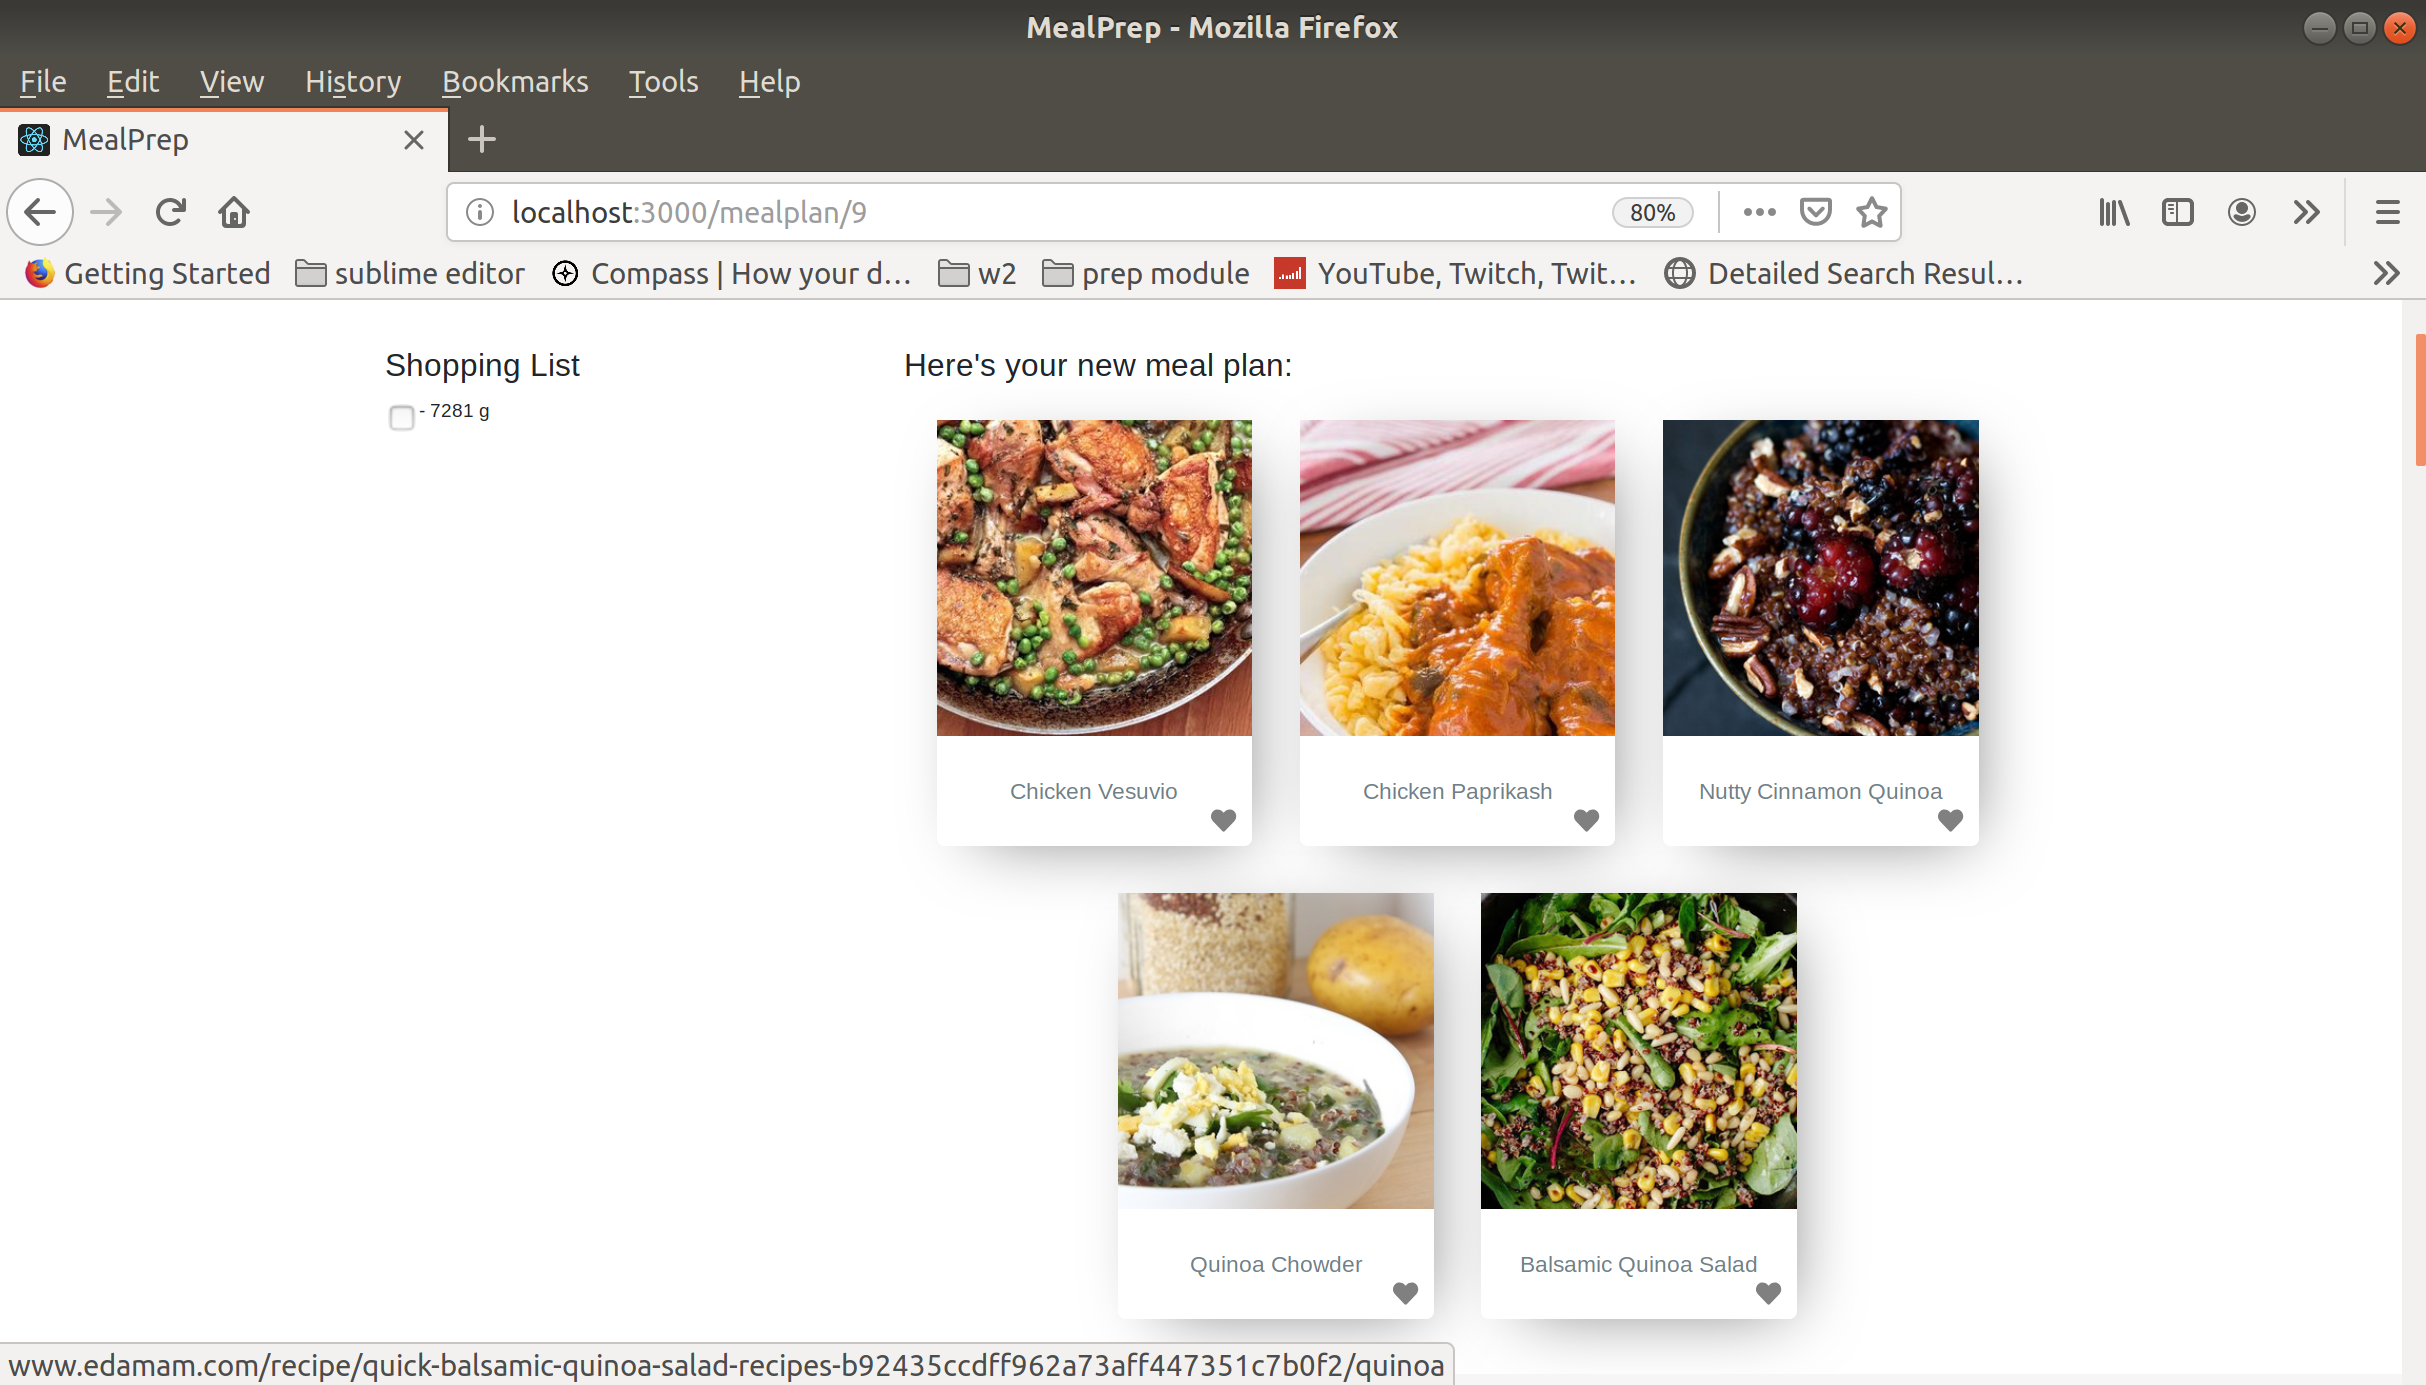 MealPrep - Mozilla Firefox
File Edit View History Bookmarks Tools Help
MealPrep
localhost:3000/mealplan/9 80%
Getting Started sublime editor Compass | How your d… w2 prep module YouTube, Twitch, Twit… Detailed Search Resul…
Shopping List
- 7281 g
Here's your new meal plan:
Chicken Vesuvio
Chicken Paprikash
Nutty Cinnamon Quinoa
Quinoa Chowder
Balsamic Quinoa Salad
www.edamam.com/recipe/quick-balsamic-quinoa-salad-recipes-b92435ccdff962a73aff447351c7b0f2/quinoa